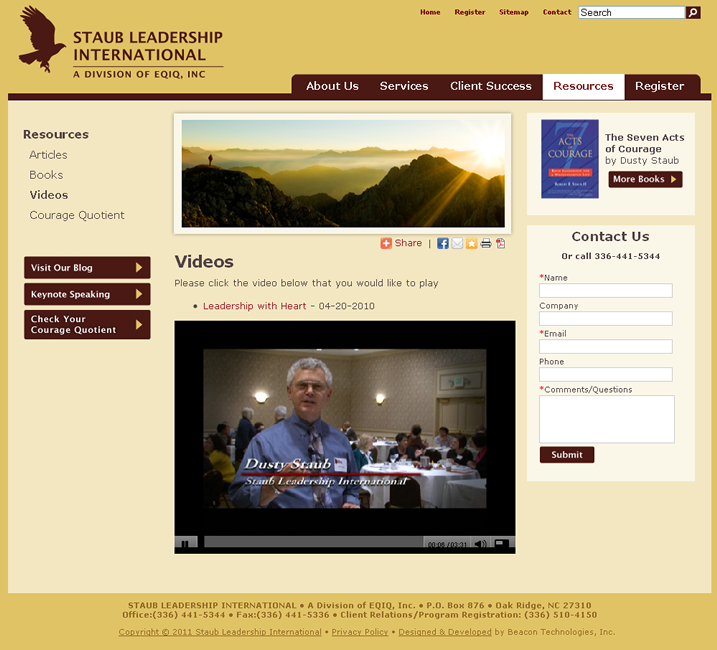 Home Register Sitemap Contact Search
STAUB LEADERSHIP
INTERNATIONAL
A DIVISION OF EQIQ, INC
About Us Services Client Success Resources Register
Resources
Articles
Books
Videos
Courage Quotient
Visit Our Blog
Keynote Speaking
Check Your
Courage Quotient
Share |
Videos
Please click the video below that you would like to play
• Leadership with Heart - 04-20-2010
Dusty Staub
Staub Leadership International
00:05 / 03:31
7
The
ACTS
of
COURAGE
The Seven Acts
of Courage
by Dusty Staub
More Books
Contact Us
Or call 336-441-5344
*Name
Company
*Email
Phone
*Comments/Questions
Submit
STAUB LEADERSHIP INTERNATIONAL • A Division of EQIQ, Inc. • P.O. Box 876 • Oak Ridge, NC 27310
Office:(336) 441-5344 • Fax:(336) 441-5336 • Client Relations/Program Registration: (336) 510-4150
Copyright © 2011 Staub Leadership International • Privacy Policy • Designed & Developed by Beacon Technologies, Inc.